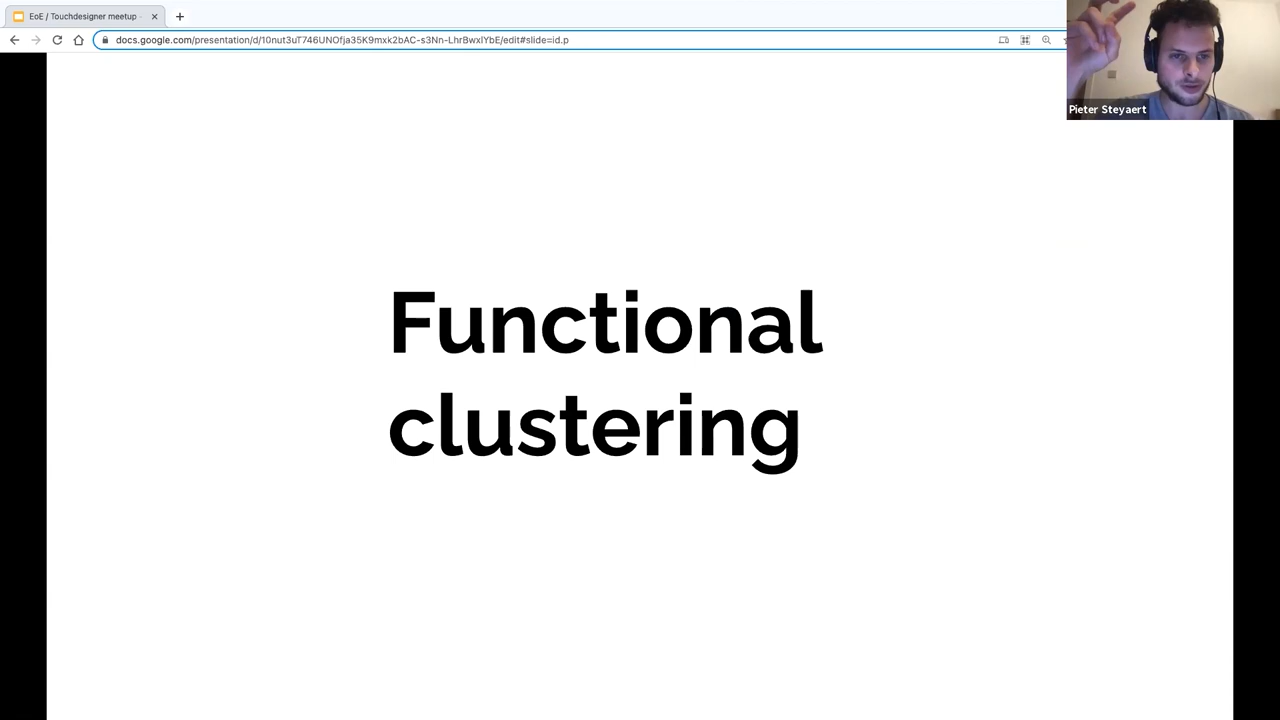 EoE / Touchdesigner meetup
docs.google.com/presentation/d/10nut3uT746UNOfja35K9mxk2bAC-s3Nn-LhrBwxlYbE/edit#slide=id.p
Pieter Steyaert
Functional
clustering